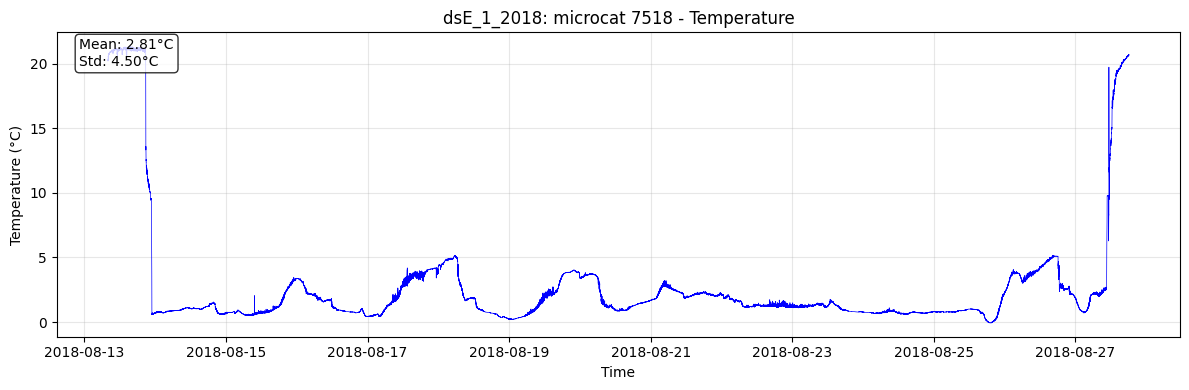 dsE_1_2018: microcat 7518 - Temperature
Mean: 2.81°C
Std: 4.50°C
Temperature (°C)
20
15
10
5
0
2018-08-13 2018-08-15 2018-08-17 2018-08-19 2018-08-21 2018-08-23 2018-08-25 2018-08-27
Time